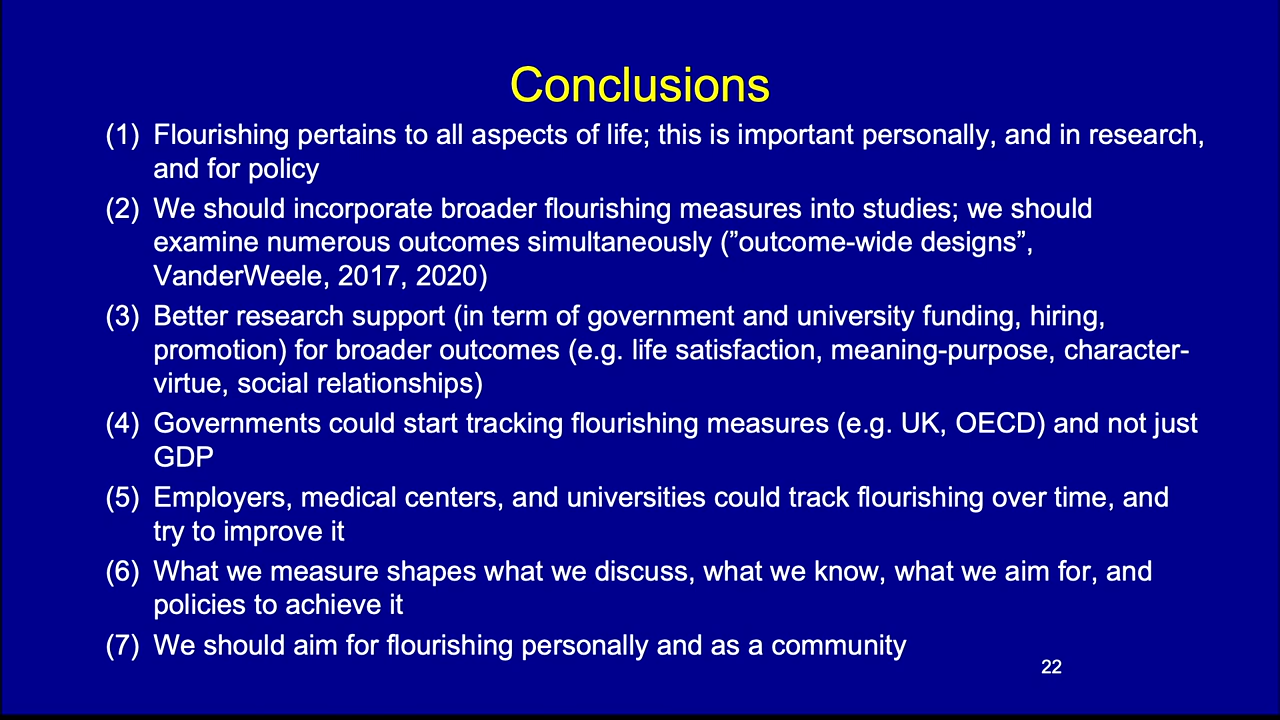 Conclusions
(1) Flourishing pertains to all aspects of life; this is important personally, and in research,
and for policy
(2) We should incorporate broader flourishing measures into studies; we should
examine numerous outcomes simultaneously (”outcome-wide designs”,
VanderWeele, 2017, 2020)
(3) Better research support (in term of government and university funding, hiring,
promotion) for broader outcomes (e.g. life satisfaction, meaning-purpose, character-
virtue, social relationships)
(4) Governments could start tracking flourishing measures (e.g. UK, OECD) and not just
GDP
(5) Employers, medical centers, and universities could track flourishing over time, and
try to improve it
(6) What we measure shapes what we discuss, what we know, what we aim for, and
policies to achieve it
(7) We should aim for flourishing personally and as a community
22